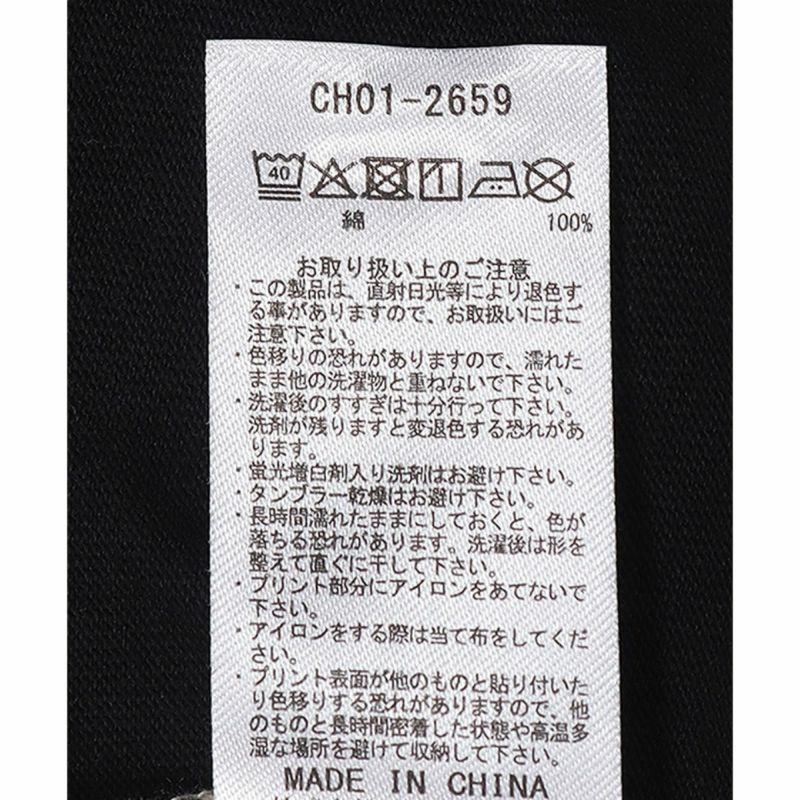 CH01-2659
40
綿 100%
お取り扱い上のご注意
・この製品は、直射日光等により退色す
る事がありますので、お取扱いにはご
注意下さい。
・色移りの恐れがありますので、濡れた
まま他の洗濯物と重ねないで下さい。
・洗濯後のすすぎは十分行って下さい。
洗剤が残りますと変退色する恐れがあ
ります。
・蛍光増白剤入り洗剤はお避け下さい。
・タンブラー乾燥はお避け下さい。
・長時間濡れたままにしておくと、色が
落ちる恐れがあります。洗濯後は形を
整えて直ぐに干して下さい。
・プリント部分にアイロンをあてないで
下さい。
・アイロンをする際は当て布をしてくだ
さい。
・プリント表面が他のものと貼り付いた
り色移りする恐れがありますので、他
のものと長時間密着した状態や高温多
湿な場所を避けて収納して下さい。
MADE IN CHINA